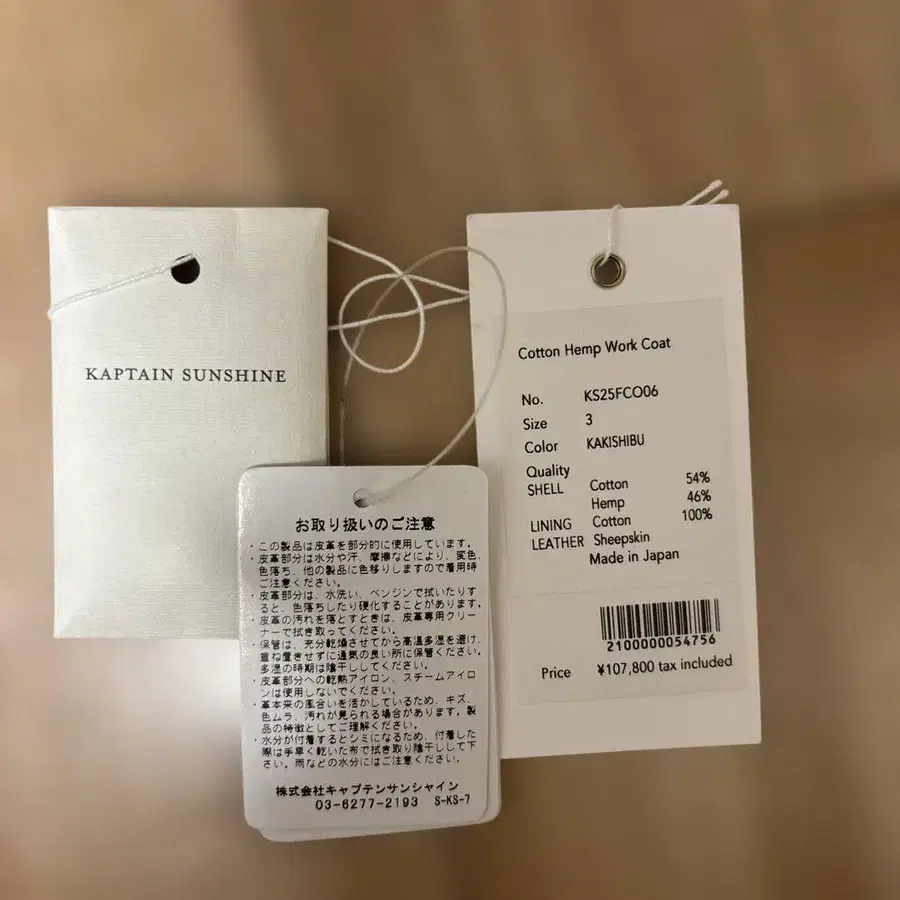 KAPTAIN SUNSHINE
お取り扱いのご注意
・この製品は皮革を部分的に使用しています。
・皮革部分は水分や汗、摩擦などにより、変色、
色落ち、他の製品に色移りしますので着用時
ご注意ください。
・皮革部分は、水洗い、ベンジンで拭いたりす
ると、色落ちしたり硬化することがあります。
・皮革の汚れを落とすときは、皮革専用クリー
ナーで拭き取ってください。
・保管は、充分乾燥させてから高温多湿を避け、
重ね置きせずに通気の良い所に保管ください。
多湿の時期は陰干ししてください。
・皮革部分への乾熱アイロン、スチームアイロ
ンは使用しないでください。
・革本来の風合いを活かしているため、キズ、
色ムラ、汚れが見られる場合があります。製
品の特徴としてご理解ください。
・水分が付着するとシミになるため、付着した
際は手早く乾いた布で拭き取り陰干しして下
さい。雨などの水分にはご注意ください。
株式会社キャプテンサンシャイン
03-6277-2193 S-KS-7
Cotton Hemp Work Coat
No. KS25FCO06
Size 3
Color KAKISHIBU
Quality
SHELL Cotton 54%
Hemp 46%
LINING Cotton 100%
LEATHER Sheepskin
Made in Japan
2100000054756
Price ¥107,800 tax included